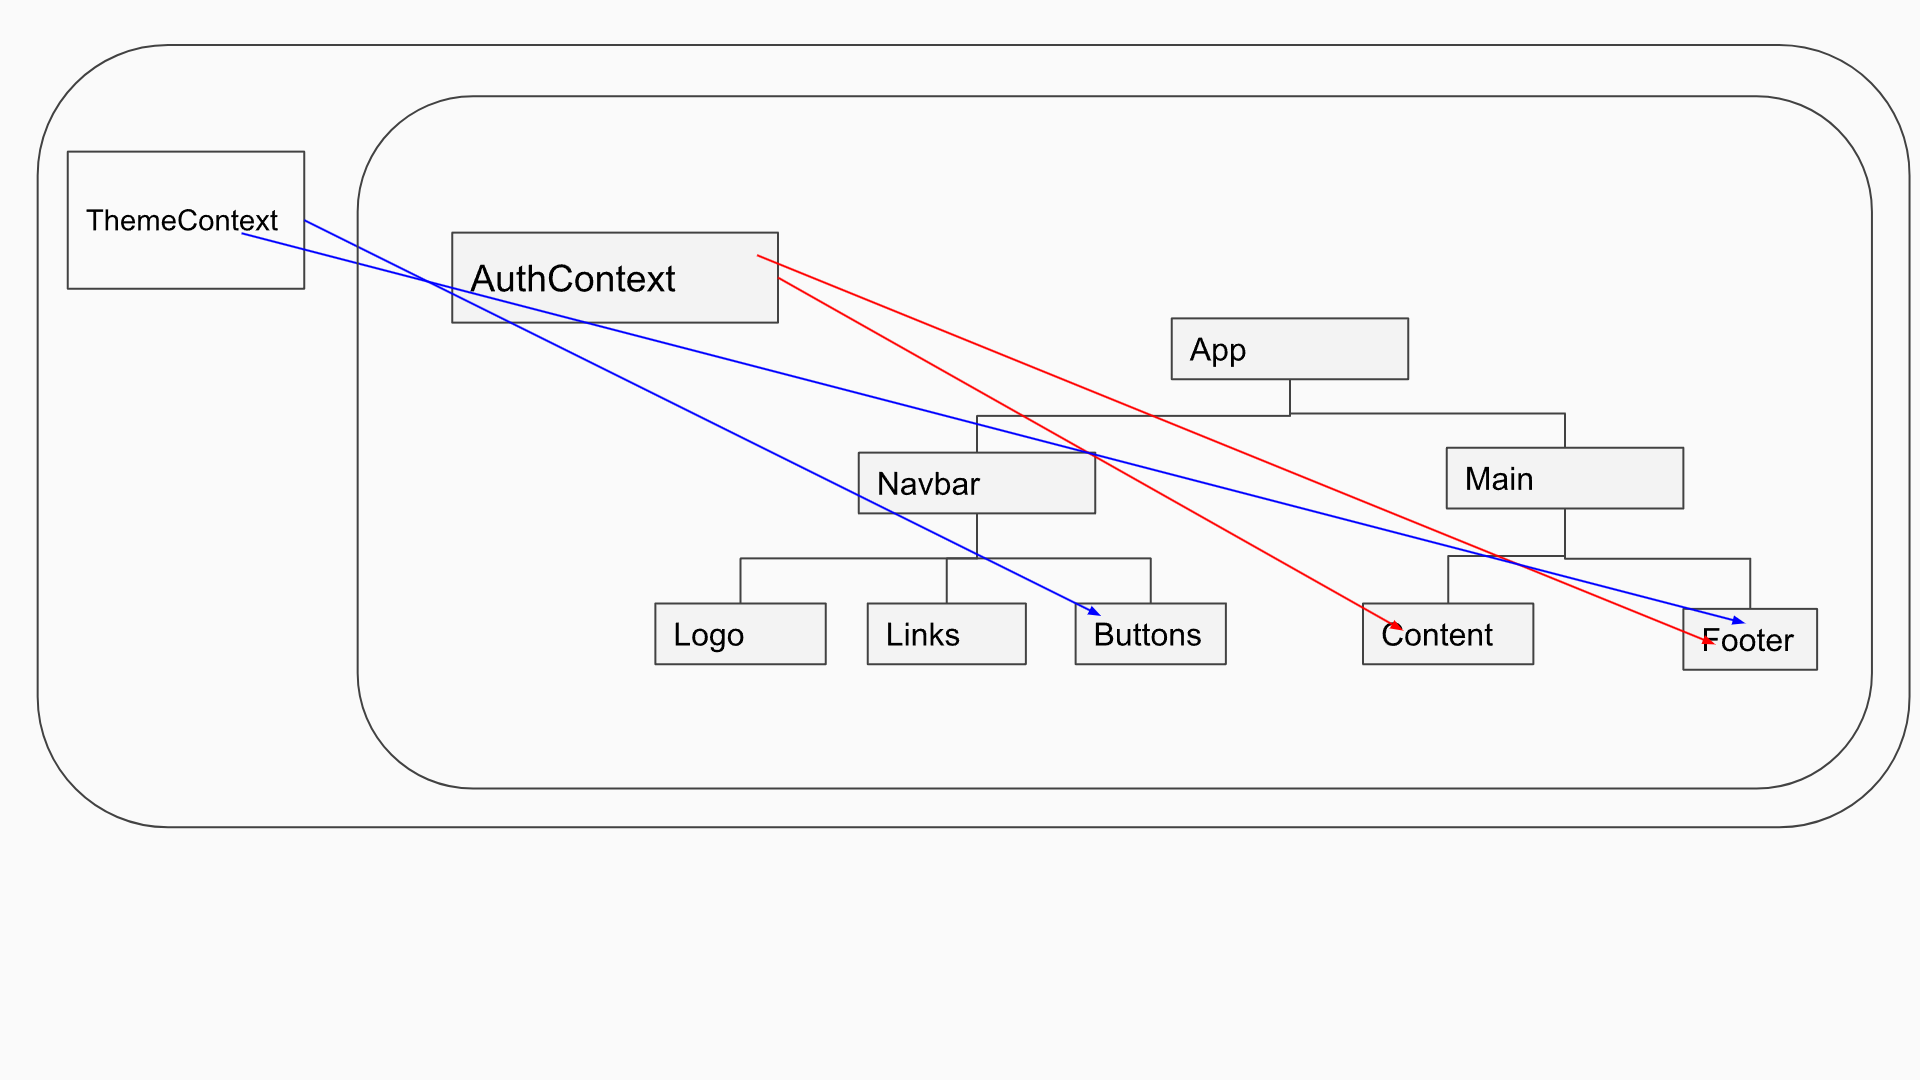 ThemeContext
AuthContext
App
Navbar
Main
Logo
Links
Buttons
Content
Footer